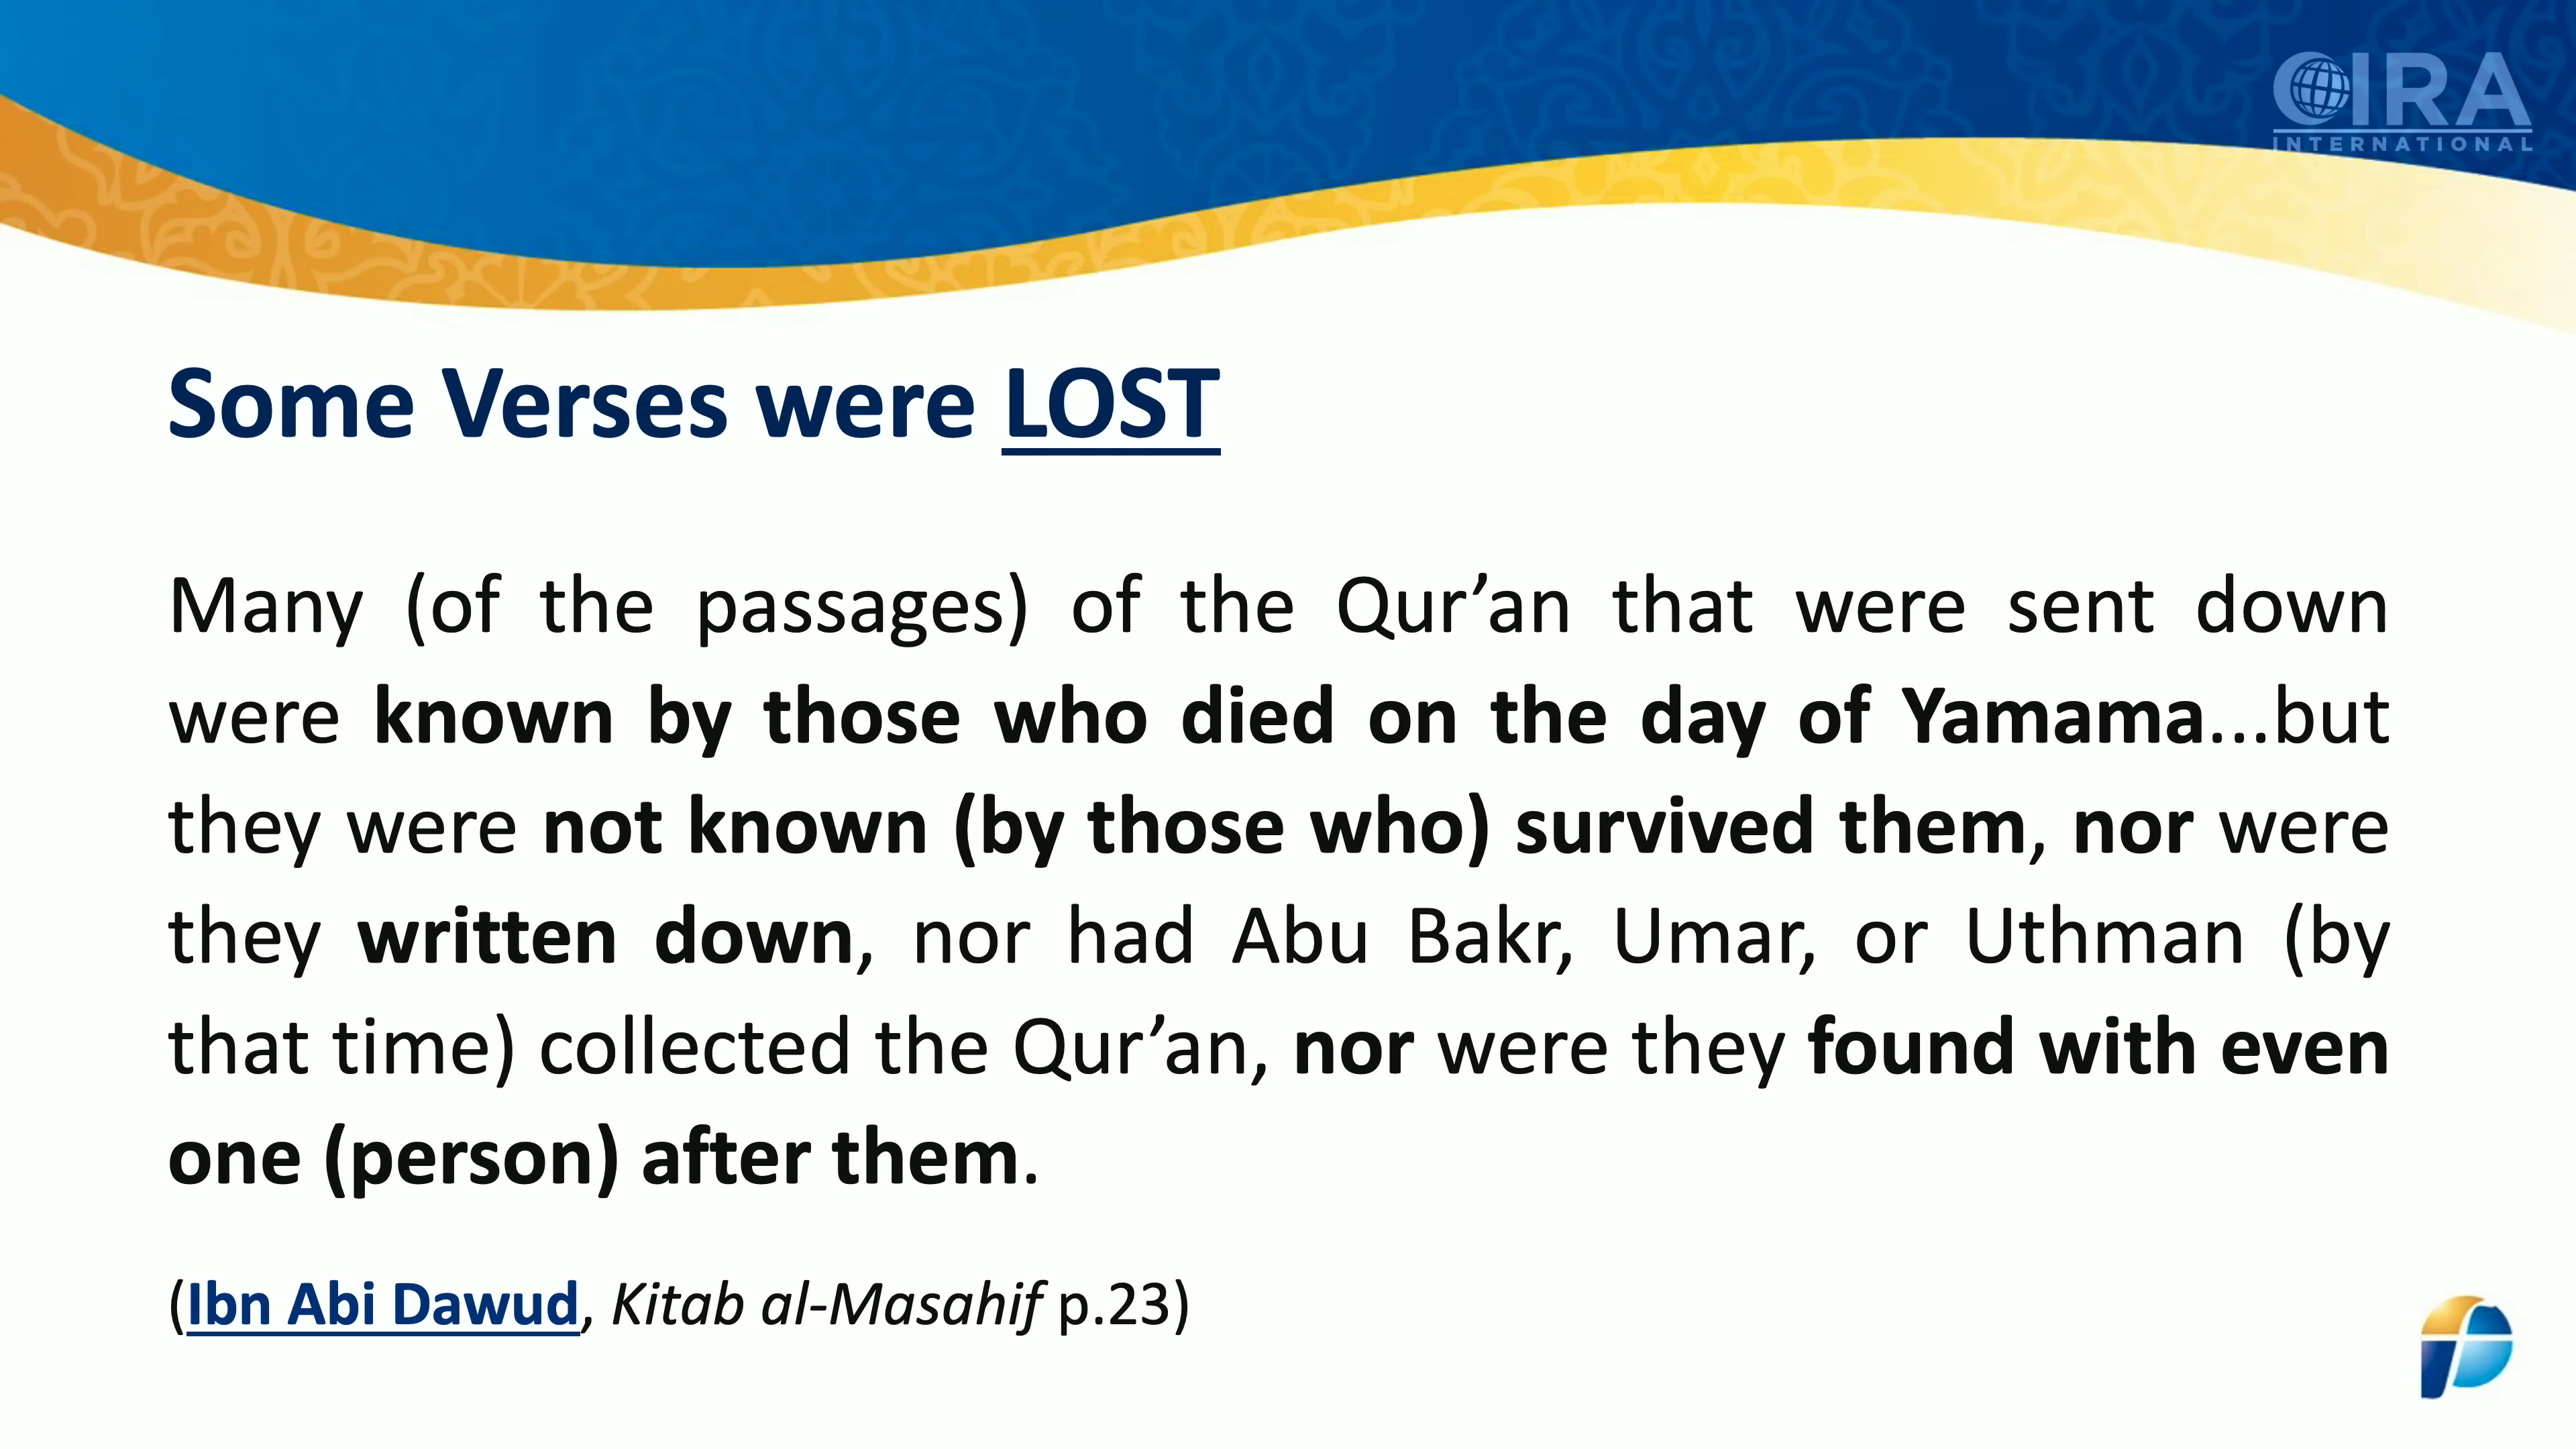 CIRA
INTERNATIONAL
Some Verses were LOST
Many (of the passages) of the Qur’an that were sent down
were known by those who died on the day of Yamama...but
they were not known (by those who) survived them, nor were
they written down, nor had Abu Bakr, Umar, or Uthman (by
that time) collected the Qur’an, nor were they found with even
one (person) after them.
(Ibn Abi Dawud, Kitab al-Masahif p.23)